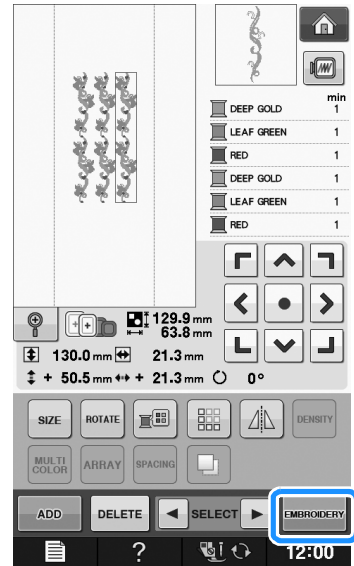 min
DEEP GOLD 1
LEAF GREEN 1
RED 1
DEEP GOLD 1
LEAF GREEN 1
RED 1
129.9 mm
63.8 mm
130.0 mm 21.3 mm
+ 50.5 mm + 21.3 mm 0°
SIZE ROTATE DENSITY
MULTI COLOR ARRAY SPACING
ADD DELETE SELECT EMBROIDERY
? 12:00